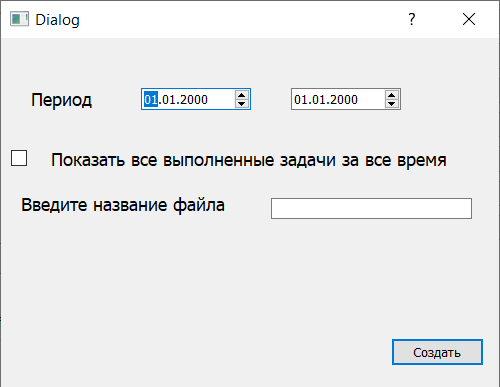 Dialog ?
Период 01.01.2000 01.01.2000
Показать все выполненные задачи за все время
Введите название файла
Создать